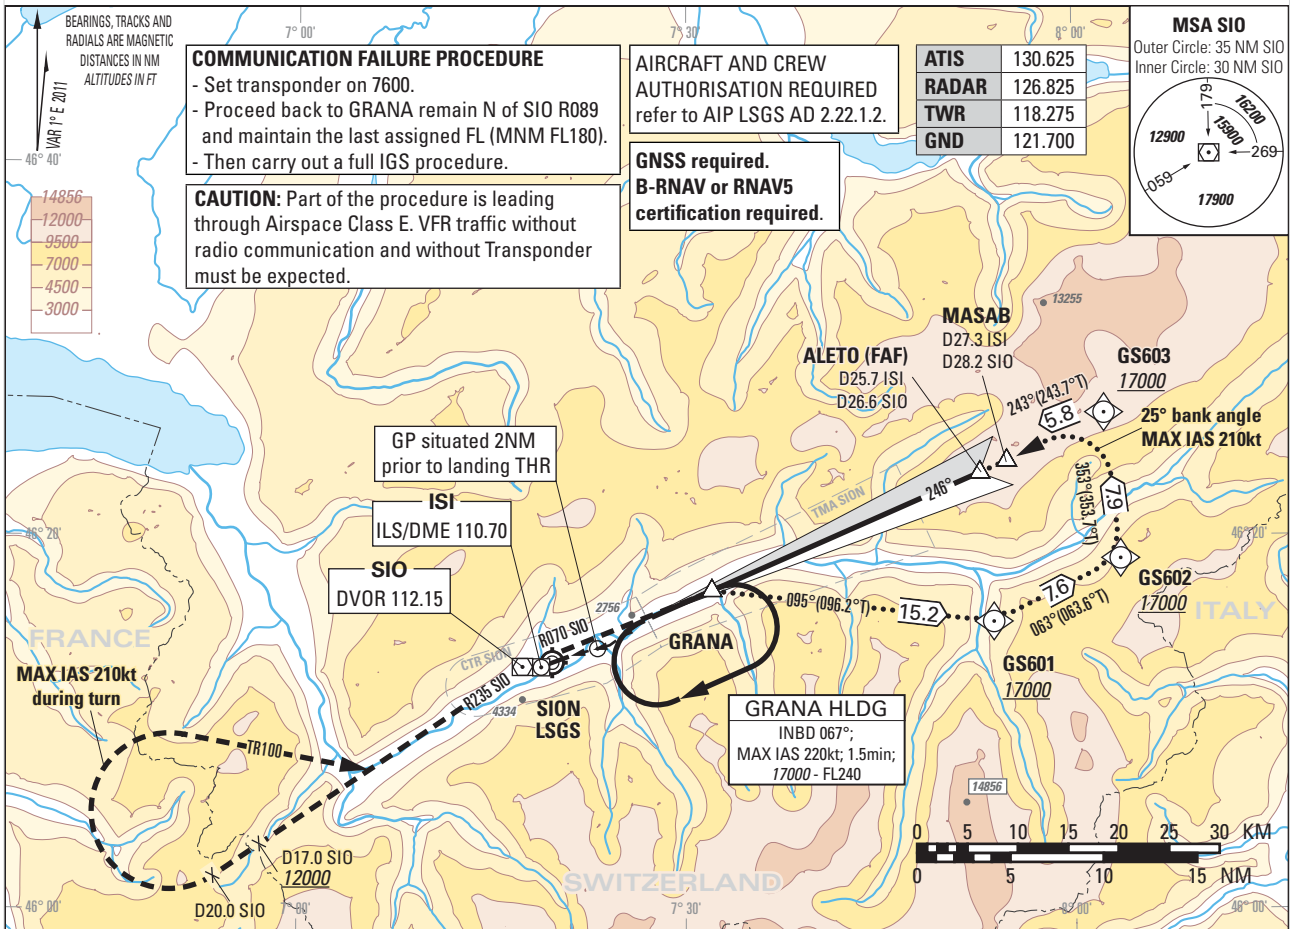 BEARINGS, TRACKS AND
RADIALS ARE MAGNETIC
DISTANCES IN NM
ALTITUDES IN FT
VAR 1° E 2011
7° 00'
7° 30'
8° 00'
COMMUNICATION FAILURE PROCEDURE
- Set transponder on 7600.
- Proceed back to GRANA remain N of SIO R089
and maintain the last assigned FL (MNM FL180).
- Then carry out a full IGS procedure.
CAUTION: Part of the procedure is leading
through Airspace Class E. VFR traffic without
radio communication and without Transponder
must be expected.
AIRCRAFT AND CREW
AUTHORISATION REQUIRED
refer to AIP LSGS AD 2.22.1.2.
GNSS required.
B-RNAV or RNAV5
certification required.
ATIS 130.625
RADAR 126.825
TWR 118.275
GND 121.700
MSA SIO
Outer Circle: 35 NM SIO
Inner Circle: 30 NM SIO
179
16200
15900
12900
269
059
17900
46° 40'
14856
12000
9500
7000
4500
3000
13255
MASAB
D27.3 ISI
D28.2 SIO
ALETO (FAF)
D25.7 ISI
D26.6 SIO
GS603
17000
243° (243.7°T)
5.8
25° bank angle
MAX IAS 210kt
GP situated 2NM
prior to landing THR
ISI
ILS/DME 110.70
SIO
DVOR 112.15
246°
TMA SION
353°(353.7°T)
7.9
46° 20'
46° 20'
GS602
17000
7.6
063° (063.6°T)
095° (096.2°T)
15.2
ITALY
FRANCE
2756
R070 SIO
GRANA
CTR SION
GS601
17000
MAX IAS 210kt
during turn
R235 SIO
4334
SION
LSGS
GRANA HLDG
INBD 067°;
MAX IAS 220kt; 1.5min;
17000 - FL240
TR100
14856
D17.0 SIO
12000
D20.0 SIO
SWITZERLAND
0 5 10 15 20 25 30 KM
0 5 10 15 NM
46° 00'
7° 00'
7° 30'
8° 00'
46° 00'